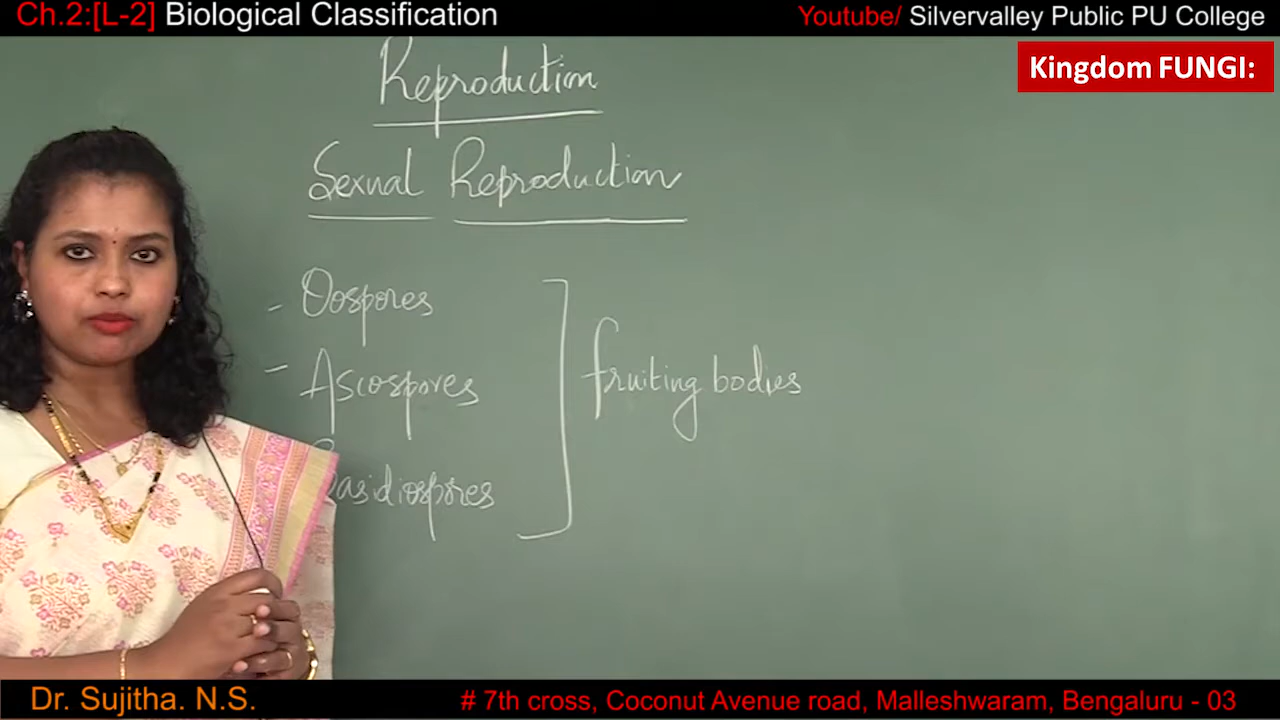 Ch.2:[L-2] Biological Classification
Youtube/ Silvervalley Public PU College
Kingdom FUNGI:
Reproduction
Sexual Reproduction
- Oospores
- Ascospores
fruiting bodies
Basidiospores
Dr. Sujitha. N.S.
# 7th cross, Coconut Avenue road, Malleshwaram, Bengaluru - 03